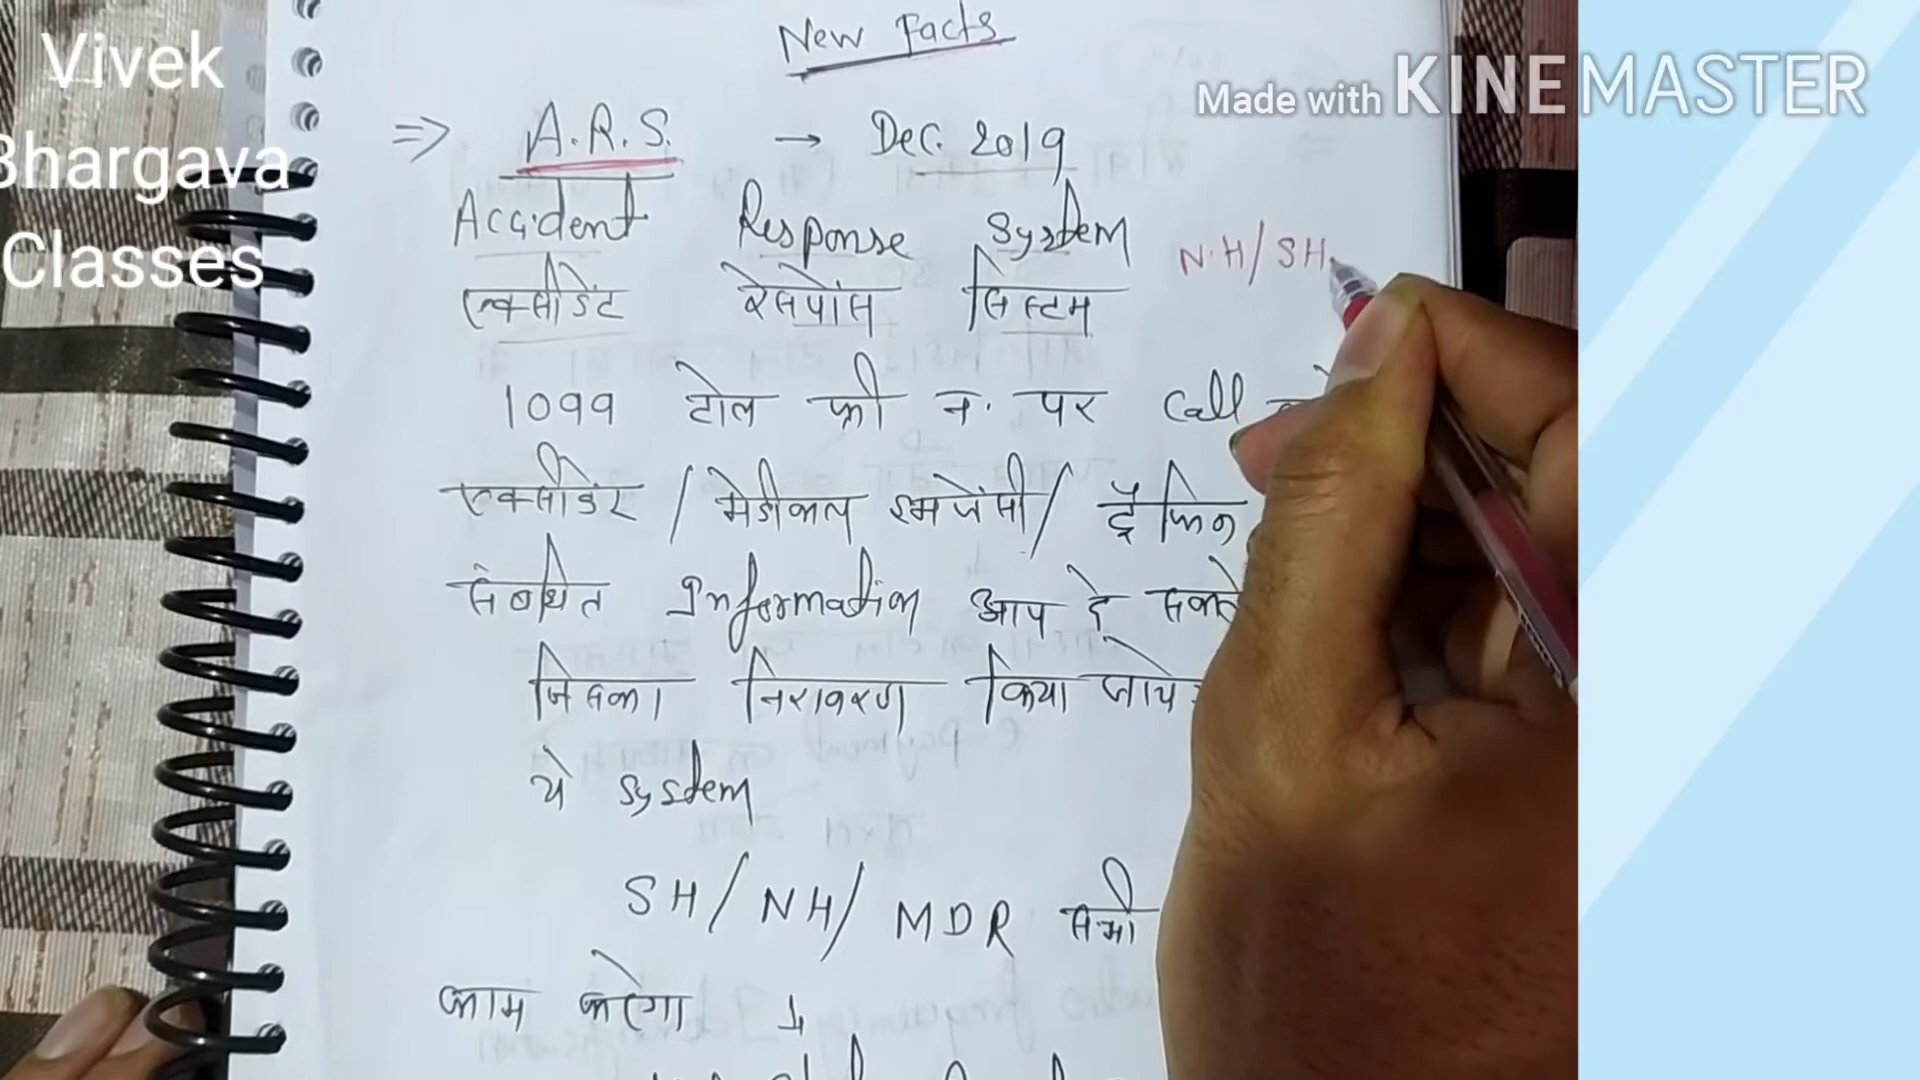 New Facts
Made with KINEMASTER
Vivek
Bhargava
Classes
⇒ A.R.S. → Dec. 2019
Accident Response System
N.H/SH
एक्सीडेंट रेसपोंस सिस्टम
1099 टोल फ्री न. पर Call
एक्सीडेंट / मेडीकल इमजेंसी/ ट्रॅफिक
संबंधित Information आप दे सकते
जिसका निराकरण किया जाये
ये System
SH/ NH/ MDR सभी
काम करेगा